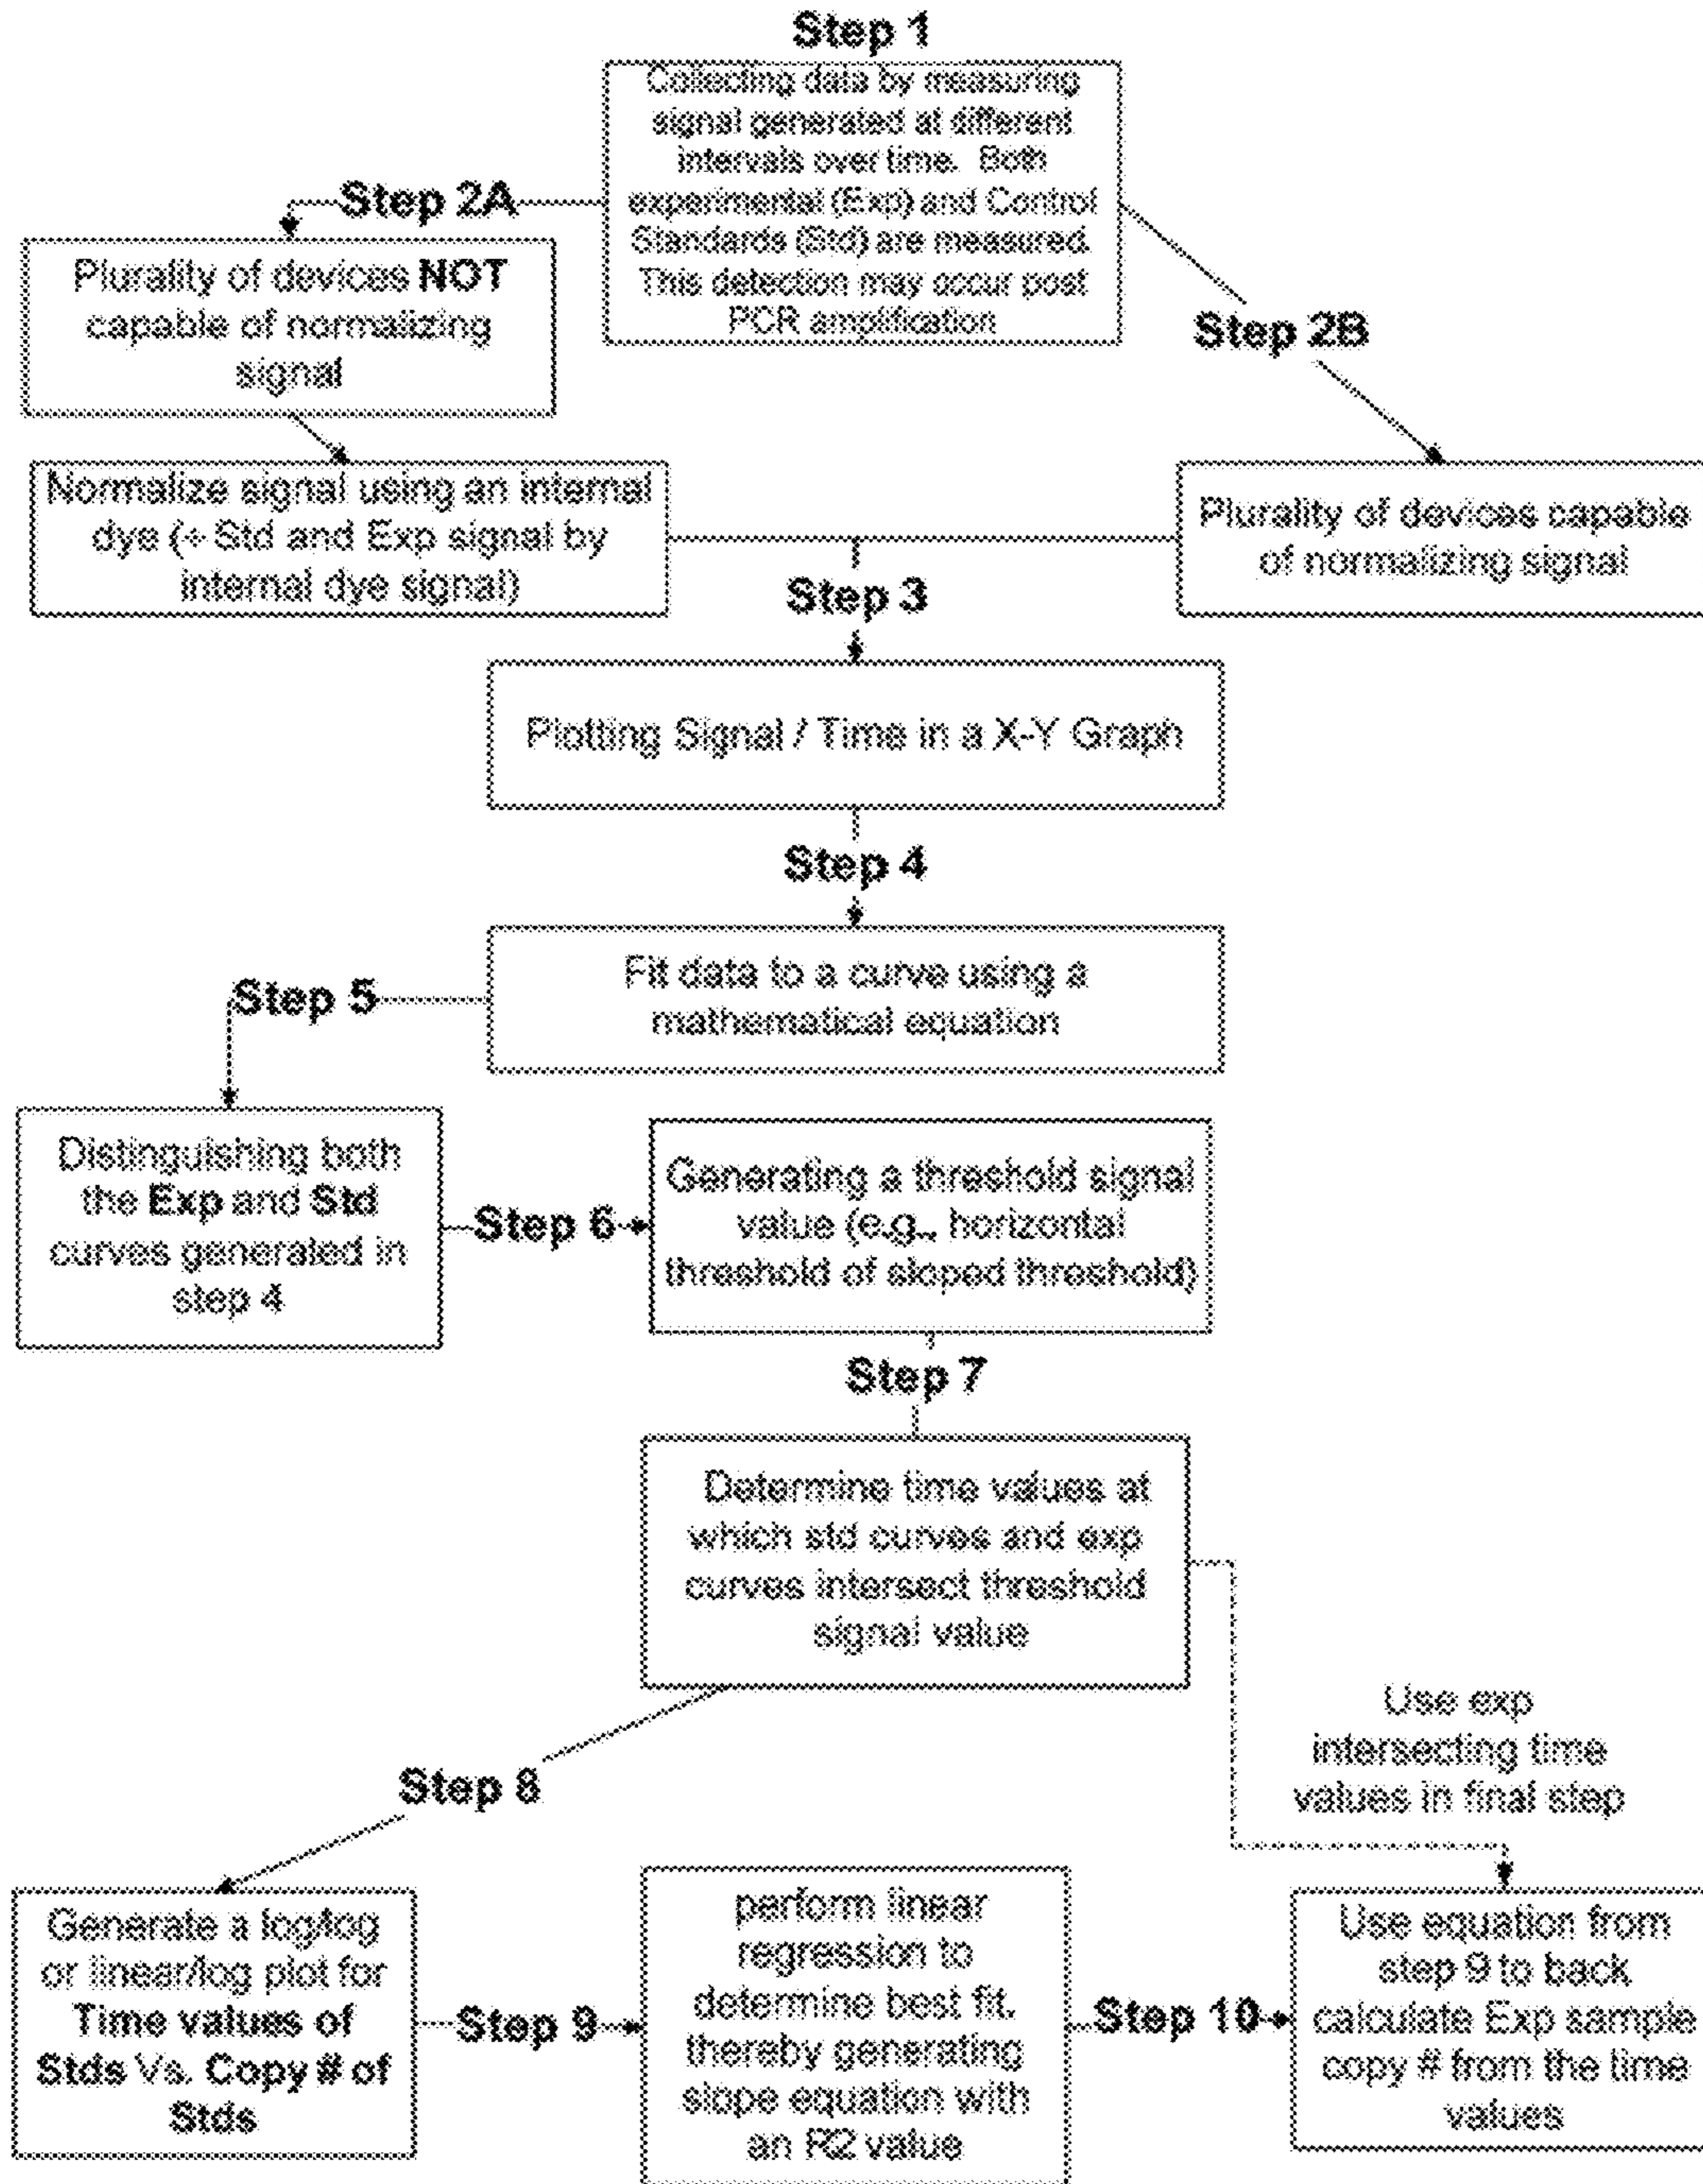 Step 1
Collecting data by measuring
signal generated at different
intervals over time. Both
experimental (Exp) and Control
Standards (Std) are measured.
This detection may occur post
PCR amplification
Step 2A
Plurality of devices NOT
capable of normalizing
signal
Step 2B
Normalize signal using an internal
dye (÷ Std and Exp signal by
internal dye signal)
Plurality of devices capable
of normalizing signal
Step 3
Plotting Signal / Time in a X-Y Graph
Step 4
Fit data to a curve using a
mathematical equation
Step 5
Distinguishing both
the Exp and Std
curves generated in
step 4
Step 6
Generating a threshold signal
value (e.g., horizontal
threshold of sloped threshold)
Step 7
Determine time values at
which std curves and exp
curves intersect threshold
signal value
Use exp
intersecting time
values in final step
Step 8
Generate a log/log
or linear/log plot for
Time values of
Stds Vs. Copy # of
Stds
Step 9
perform linear
regression to
determine best fit.
thereby generating
slope equation with
an R2 value
Step 10
Use equation from
step 9 to back
calculate Exp sample
copy # from the time
values